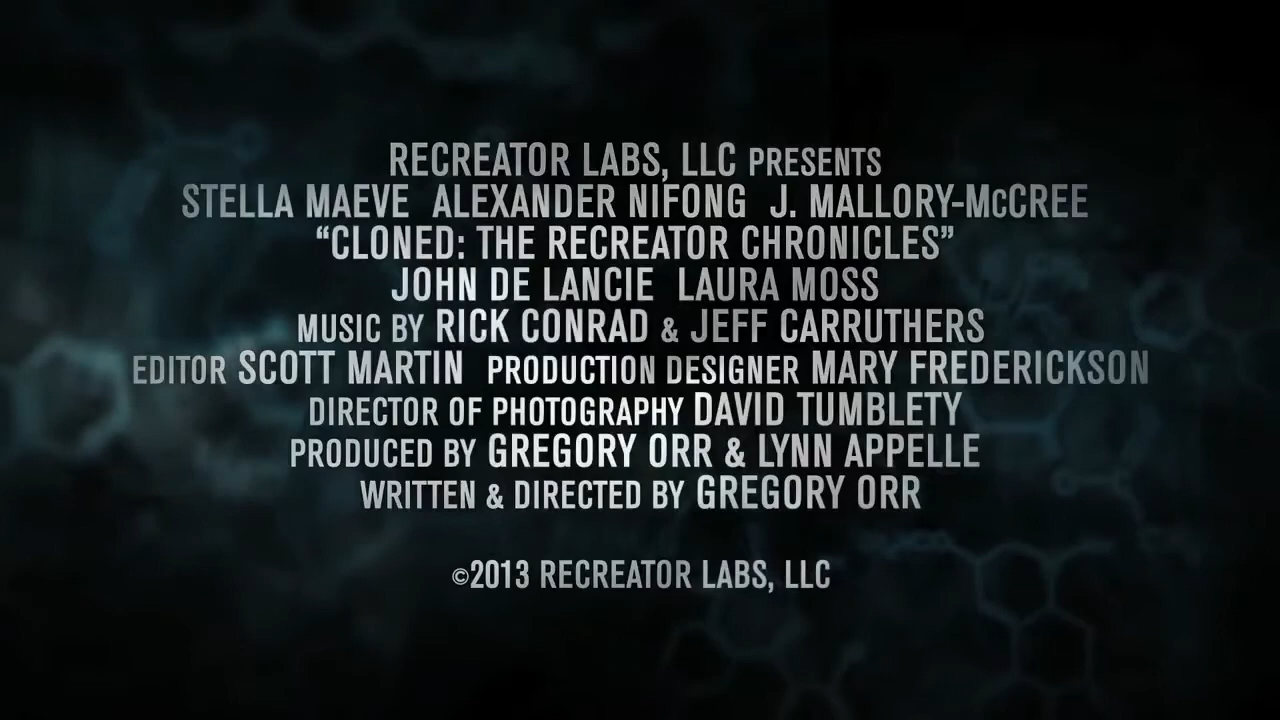 RECREATOR LABS, LLC PRESENTS
STELLA MAEVE ALEXANDER NIFONG J. MALLORY-McCREE
“CLONED: THE RECREATOR CHRONICLES”
JOHN DE LANCIE LAURA MOSS
MUSIC BY RICK CONRAD & JEFF CARRUTHERS
EDITOR SCOTT MARTIN PRODUCTION DESIGNER MARY FREDERICKSON
DIRECTOR OF PHOTOGRAPHY DAVID TUMBLETY
PRODUCED BY GREGORY ORR & LYNN APPELLE
WRITTEN & DIRECTED BY GREGORY ORR
©2013 RECREATOR LABS, LLC